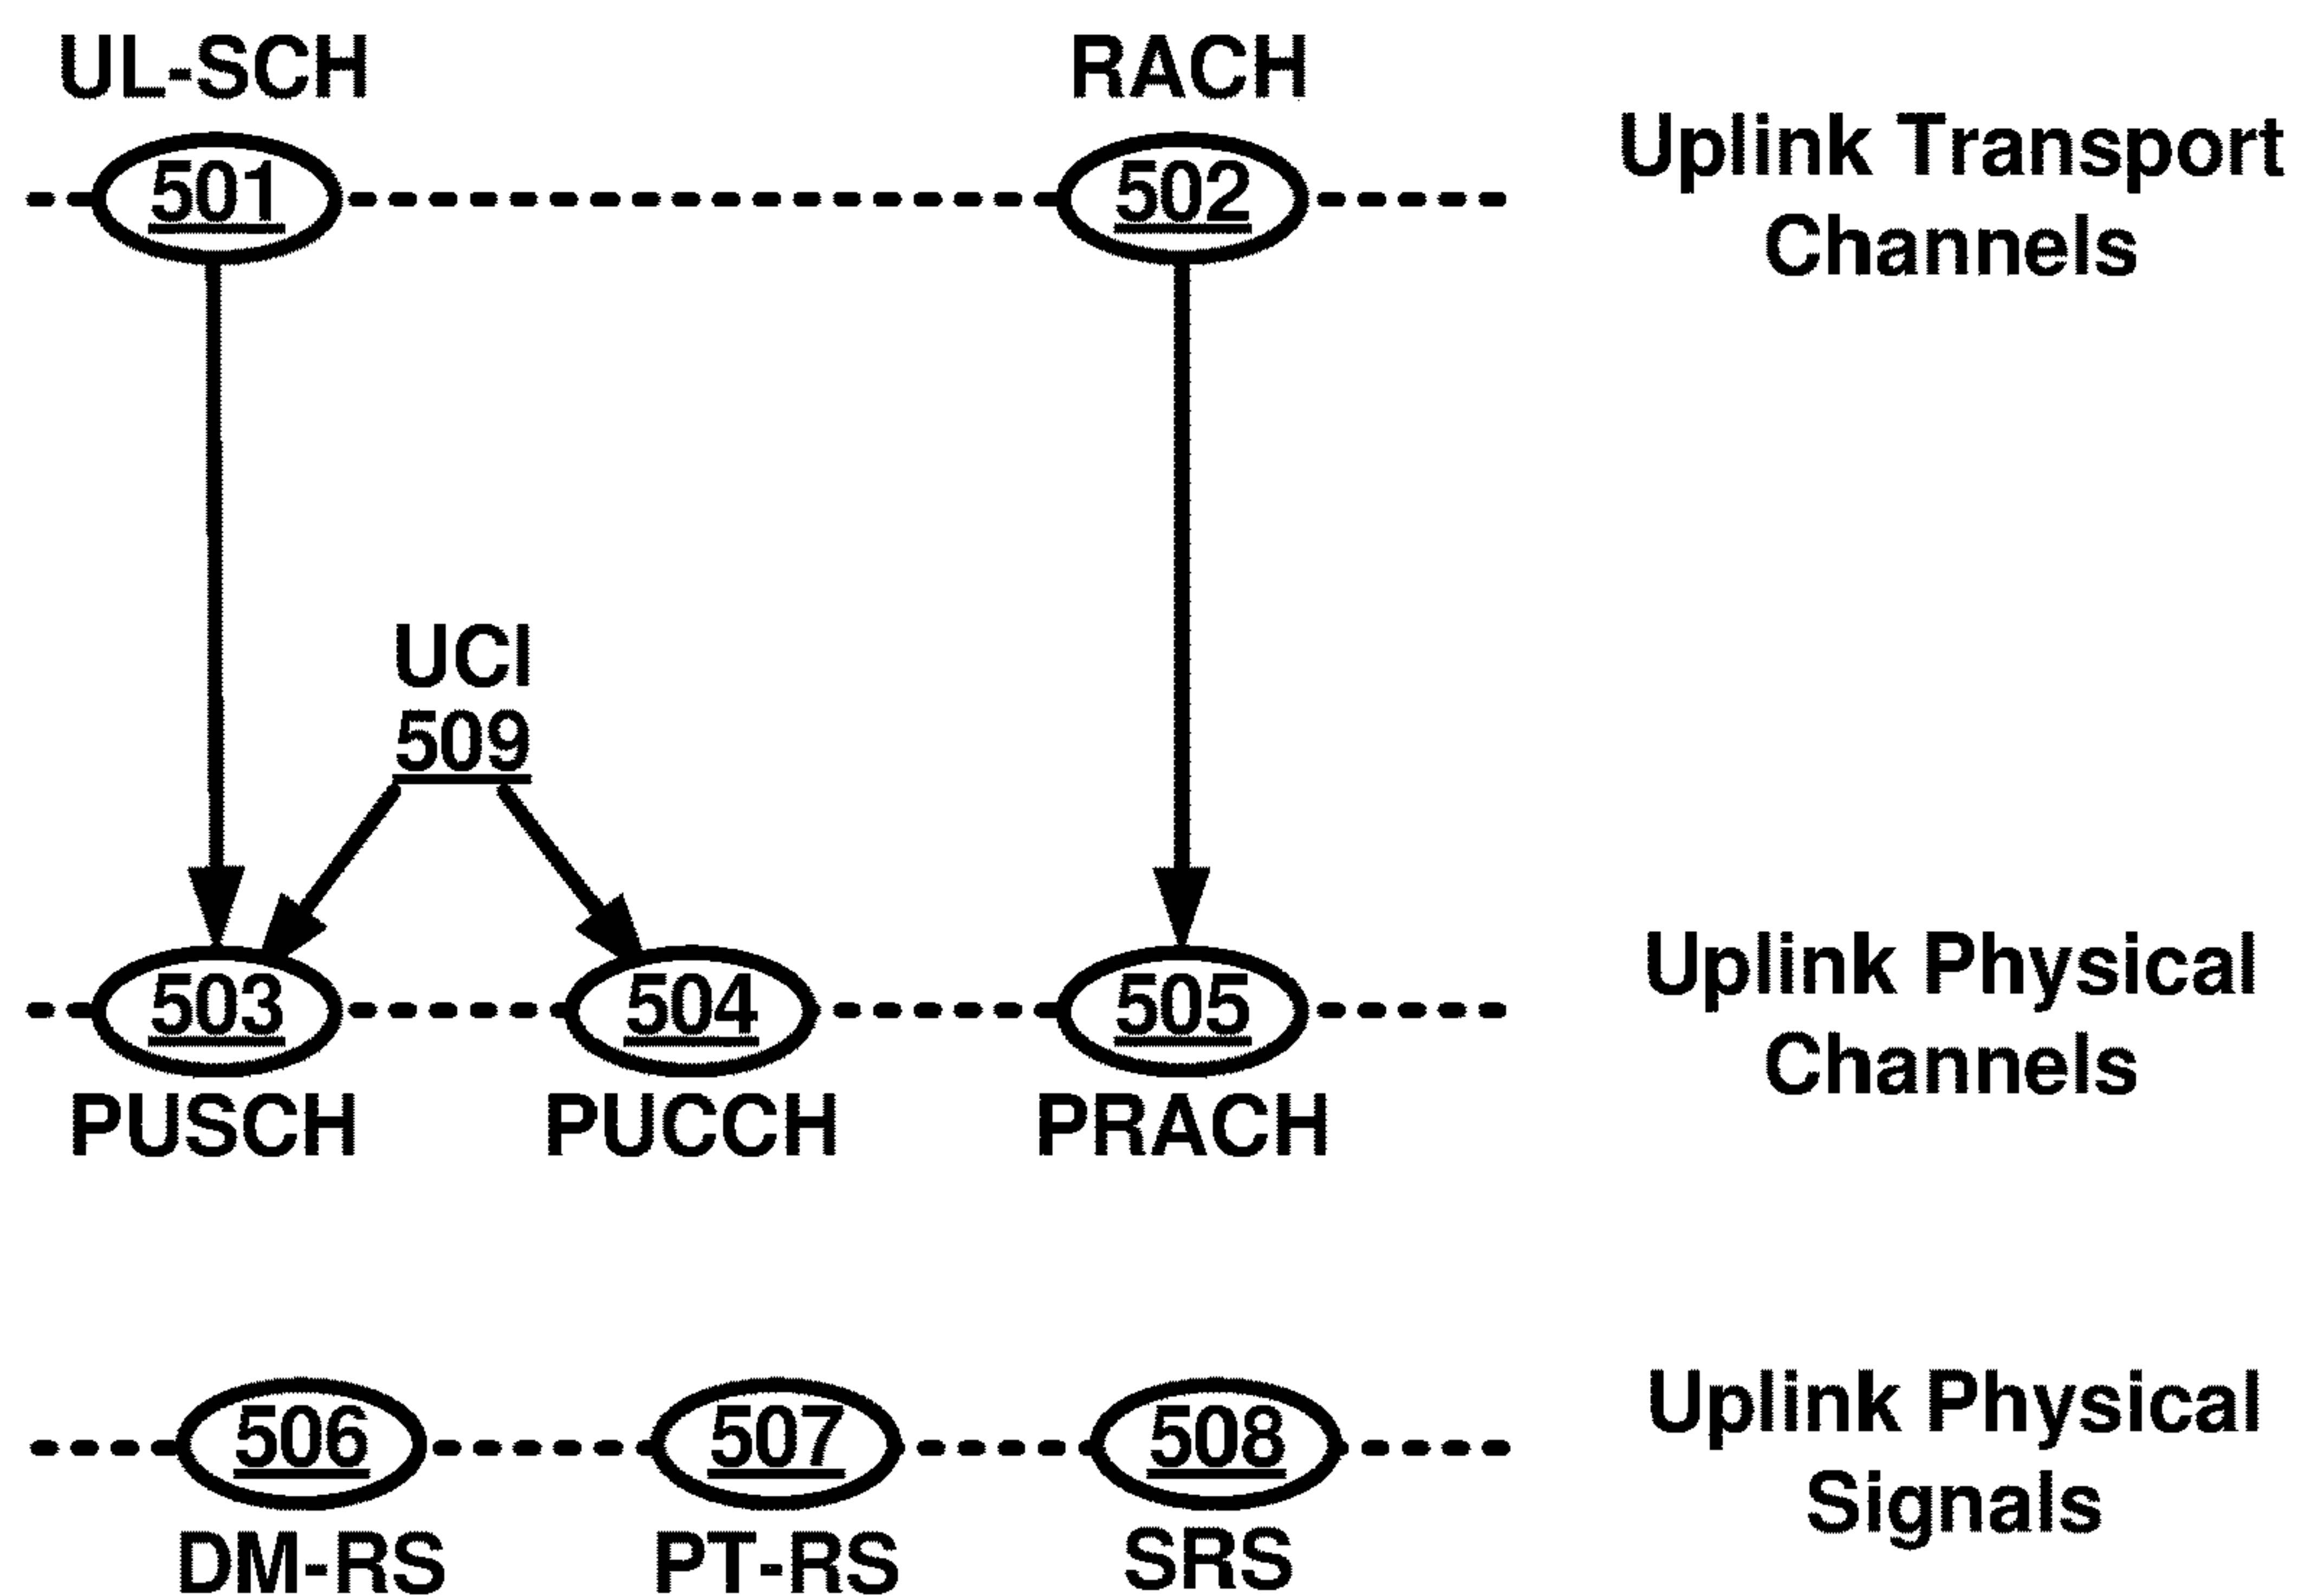 UL-SCH
RACH
501
502
Uplink Transport
Channels
UCI
509
503
504
505
Uplink Physical
Channels
PUSCH
PUCCH
PRACH
506
507
508
Uplink Physical
Signals
DM-RS
PT-RS
SRS